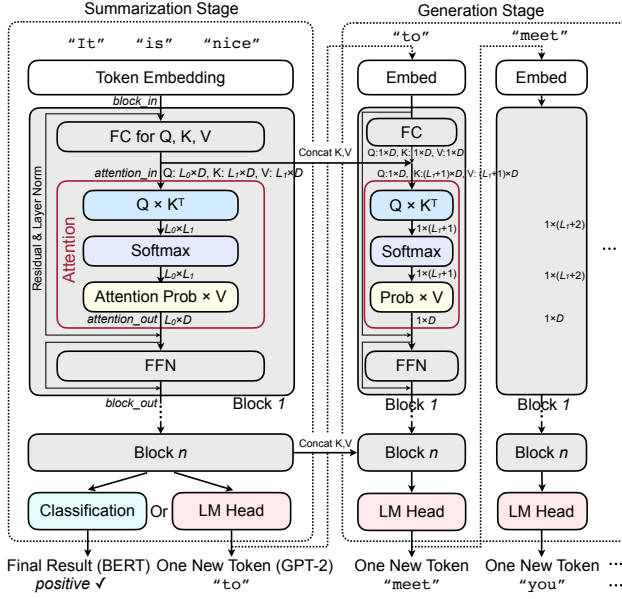 Summarization Stage
"It" "is" "nice"
Token Embedding
block_in
FC for Q, K, V
attention_in Q: L₀×D, K: L₁×D, V: L₁×D
Residual & Layer Norm
Attention
Q × Kᵀ
L₀×L₁
Softmax
L₀×L₁
Attention Prob × V
attention_out L₀×D
FFN
block_out
Block 1
Block n
Classification Or LM Head
Final Result (BERT)
positive ✓
One New Token (GPT-2)
"to"
Concat K,V
Concat K,V
Generation Stage
"to"
Embed
FC
Q:1×D, K: 1×D, V:1×D
Q:1×D, K:(L₁+1)×D, V: (L₁+1)×D
Q × Kᵀ
1×(L₁+1)
Softmax
1×(L₁+1)
Prob × V
1×D
FFN
Block 1
Block n
LM Head
One New Token
"meet"
"meet"
Embed
1×(L₁+2)
1×(L₁+2)
1×D
Block 1
Block n
LM Head
One New Token
"you"
...
...
...